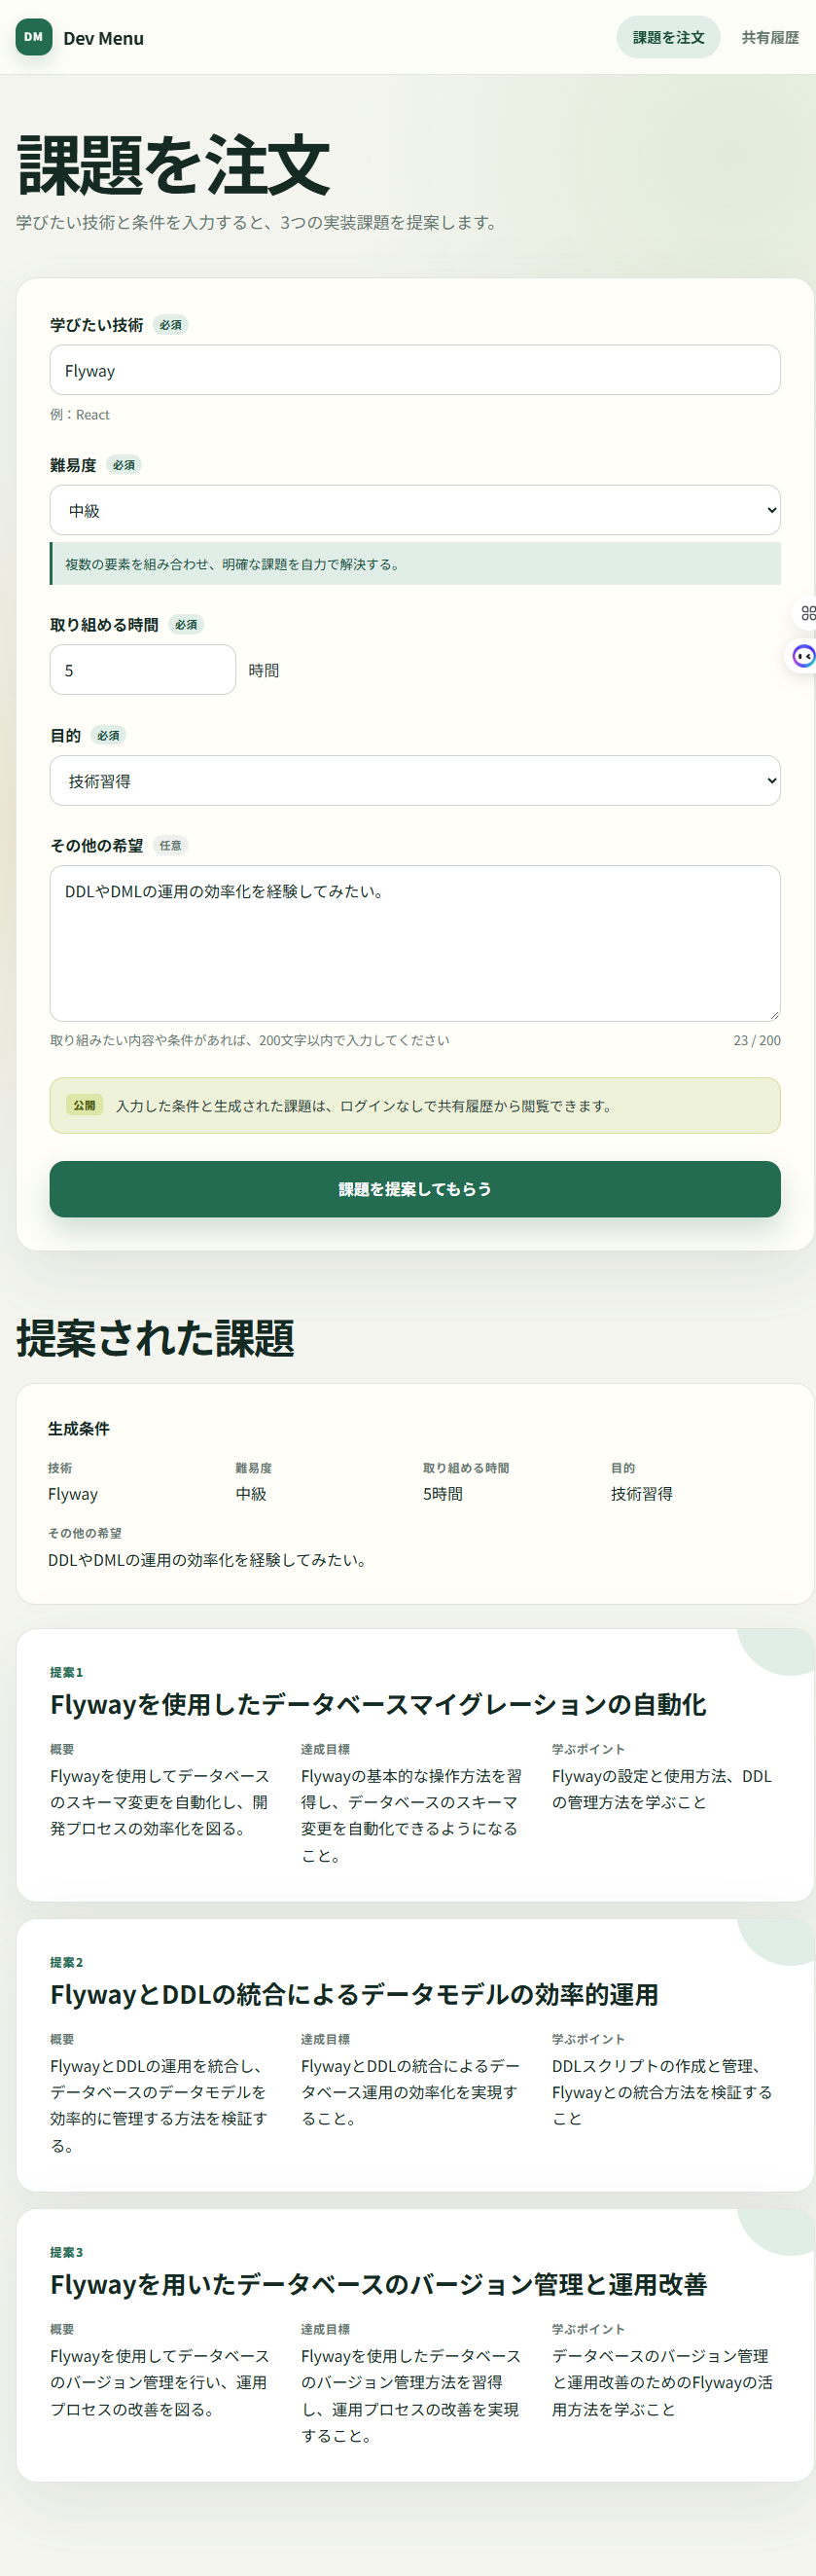 DM Dev Menu 課題を注文 共有履歴
課題を注文
学びたい技術と条件を入力すると、3つの実装課題を提案します。
学びたい技術 必須
Flyway
例：React
難易度 必須
中級
複数の要素を組み合わせ、明確な課題を自力で解決する。
取り組める時間 必須
5 時間
目的 必須
技術習得
その他の希望 任意
DDLやDMLの運用の効率化を経験してみたい。
取り組みたい内容や条件があれば、200文字以内で入力してください 23 / 200
公開 入力した条件と生成された課題は、ログインなしで共有履歴から閲覧できます。
課題を提案してもらう
提案された課題
生成条件
技術 難易度 取り組める時間 目的
Flyway 中級 5時間 技術習得
その他の希望
DDLやDMLの運用の効率化を経験してみたい。
提案1
Flywayを使用したデータベースマイグレーションの自動化
概要
Flywayを使用してデータベース
のスキーマ変更を自動化し、開
発プロセスの効率化を図る。
達成目標
Flywayの基本的な操作方法を習
得し、データベースのスキーマ
変更を自動化できるようになる
こと。
学ぶポイント
Flywayの設定と使用方法、DDL
の管理方法を学ぶこと
提案2
FlywayとDDLの統合によるデータモデルの効率的運用
概要
FlywayとDDLの運用を統合し、
データベースのデータモデルを
効率的に管理する方法を検証す
る。
達成目標
FlywayとDDLの統合によるデー
タベース運用の効率化を実現す
ること。
学ぶポイント
DDLスクリプトの作成と管理、
Flywayとの統合方法を検証する
こと
提案3
Flywayを用いたデータベースのバージョン管理と運用改善
概要
Flywayを使用してデータベース
のバージョン管理を行い、運用
プロセスの改善を図る。
達成目標
Flywayを使用したデータベース
のバージョン管理方法を習得
し、運用プロセスの改善を実現
すること。
学ぶポイント
データベースのバージョン管理
と運用改善のためのFlywayの活
用方法を学ぶこと